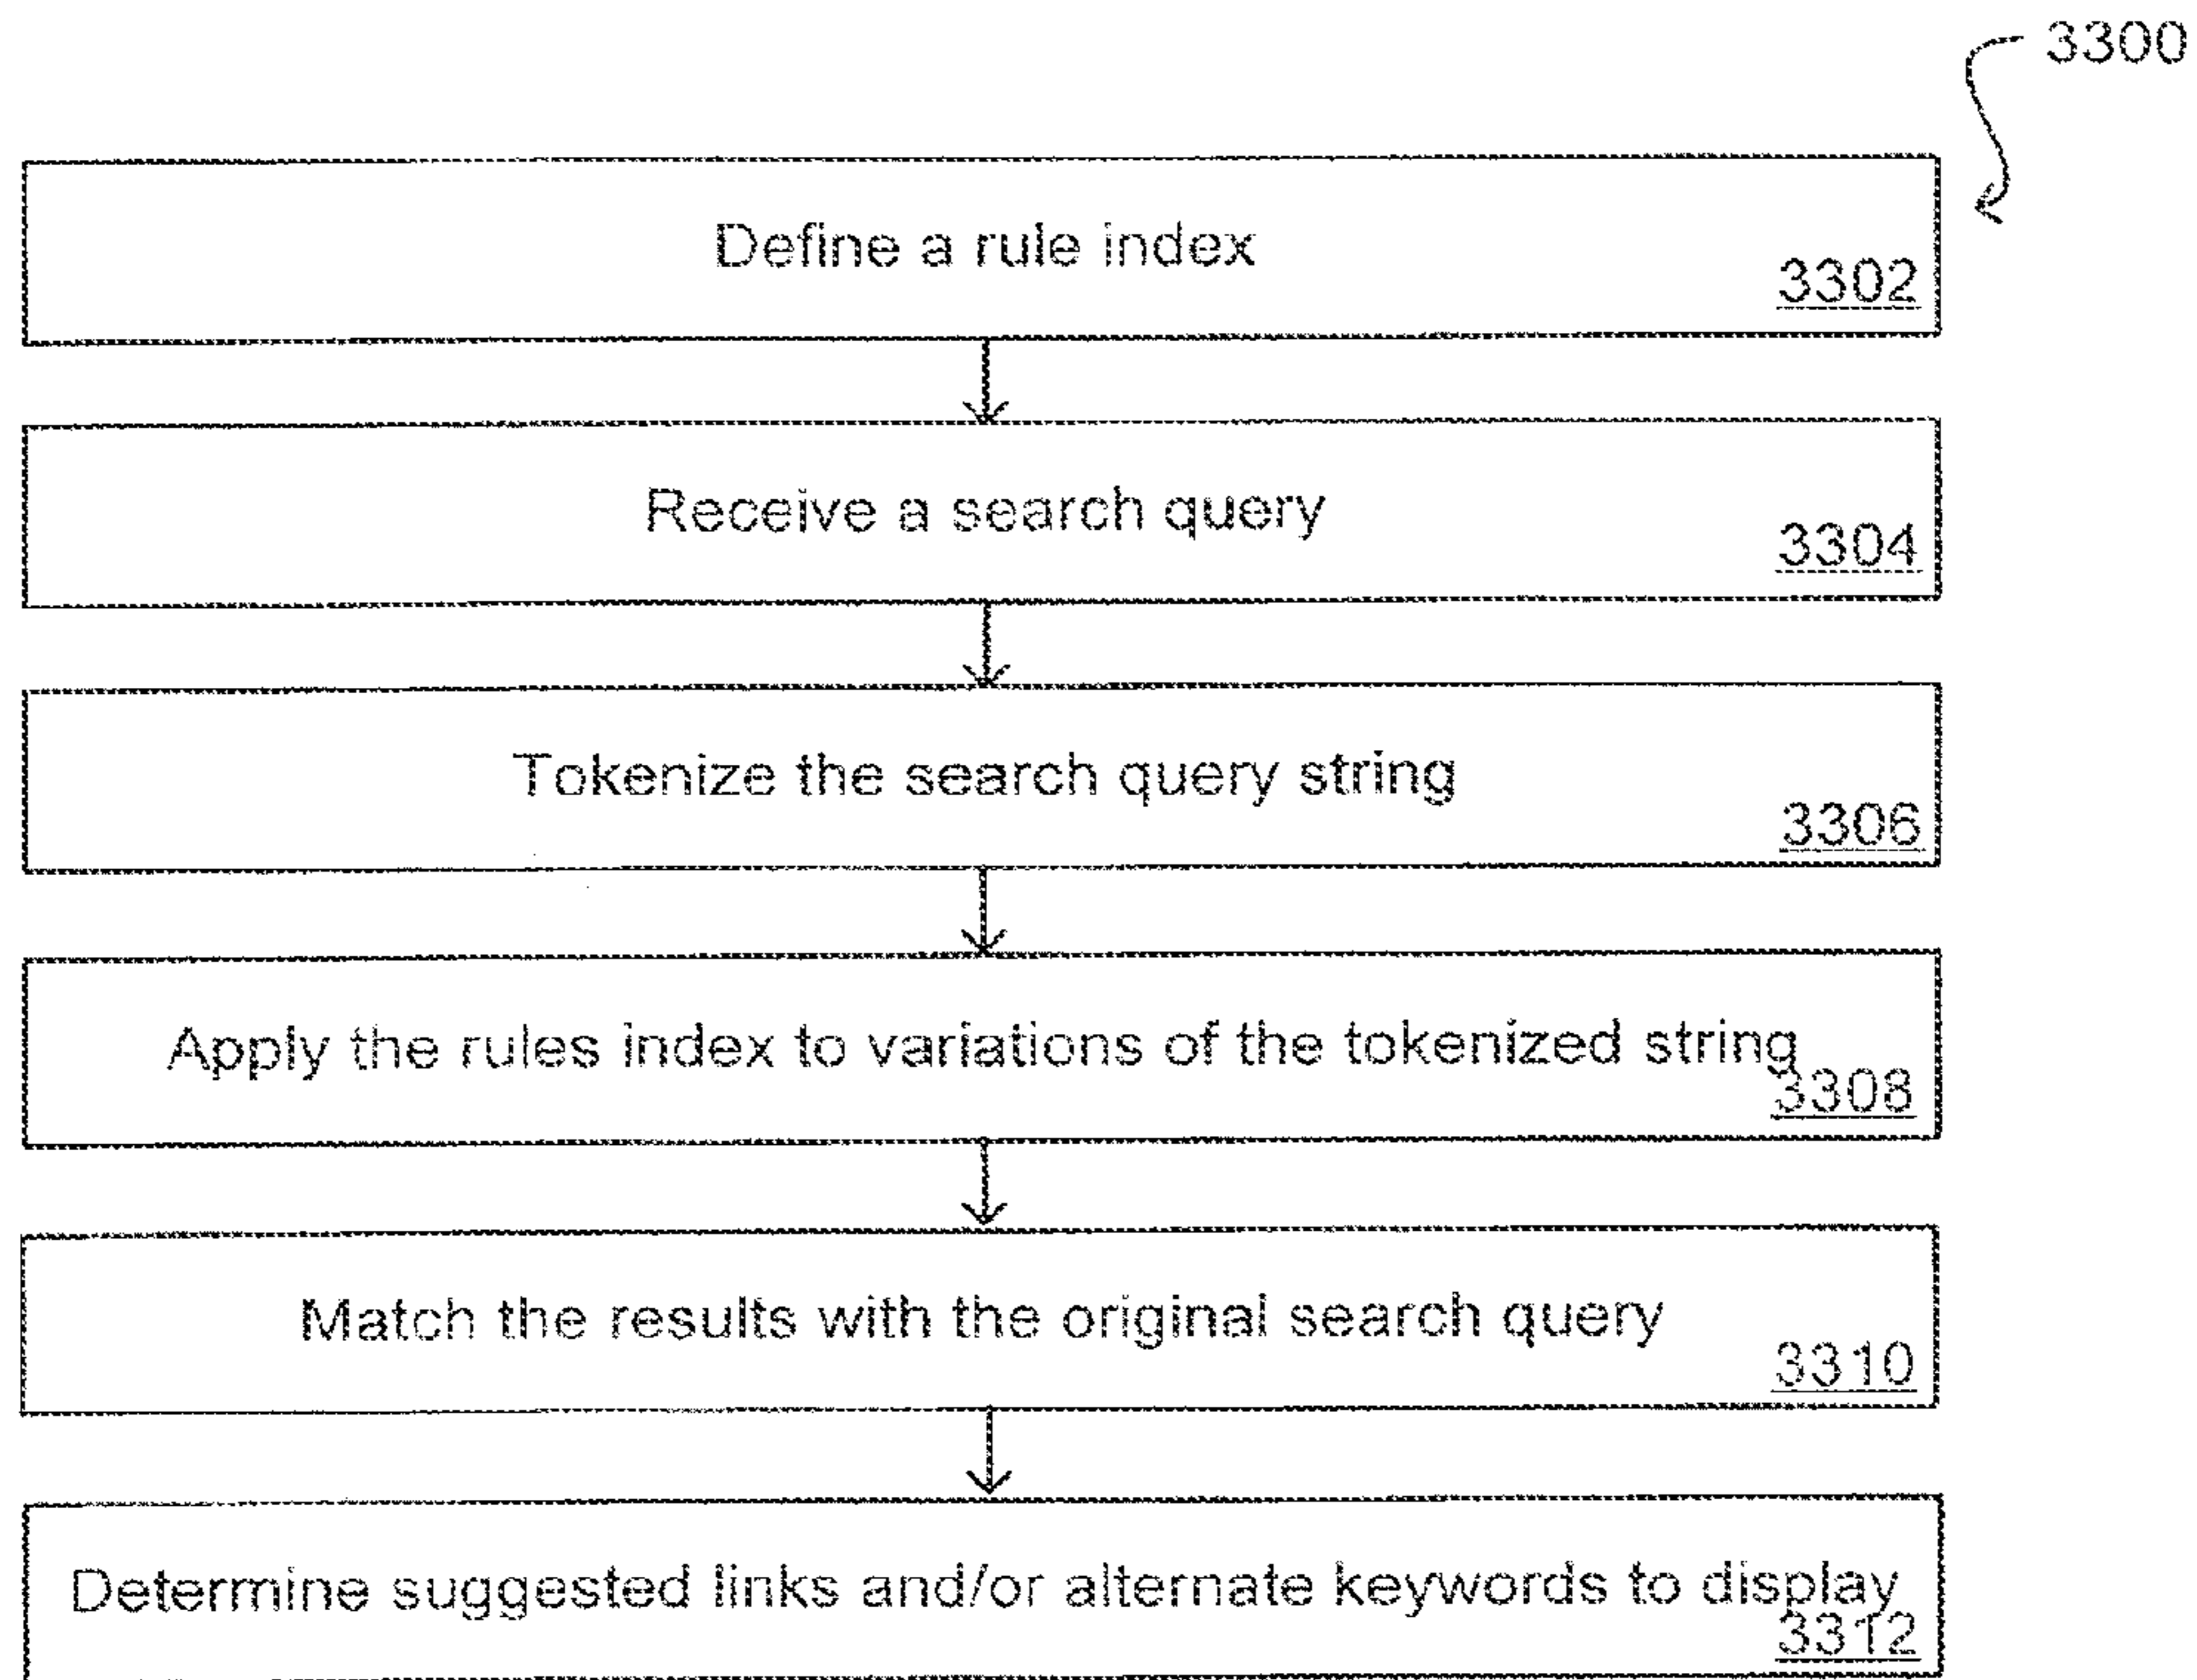 3300
Define a rule index
3302
Receive a search query
3304
Tokenize the search query string
3306
Apply the rules index to variations of the tokenized string
3308
Match the results with the original search query
3310
Determine suggested links and/or alternate keywords to display
3312